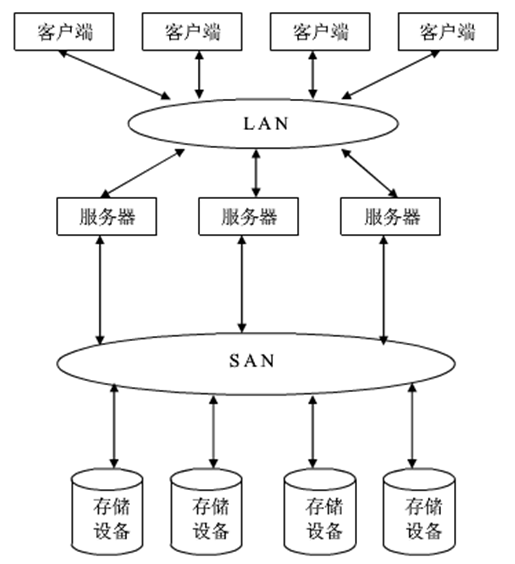 客户端 客户端 客户端 客户端
LAN
服务器 服务器 服务器
SAN
存储 存储 存储 存储
设备 设备 设备 设备